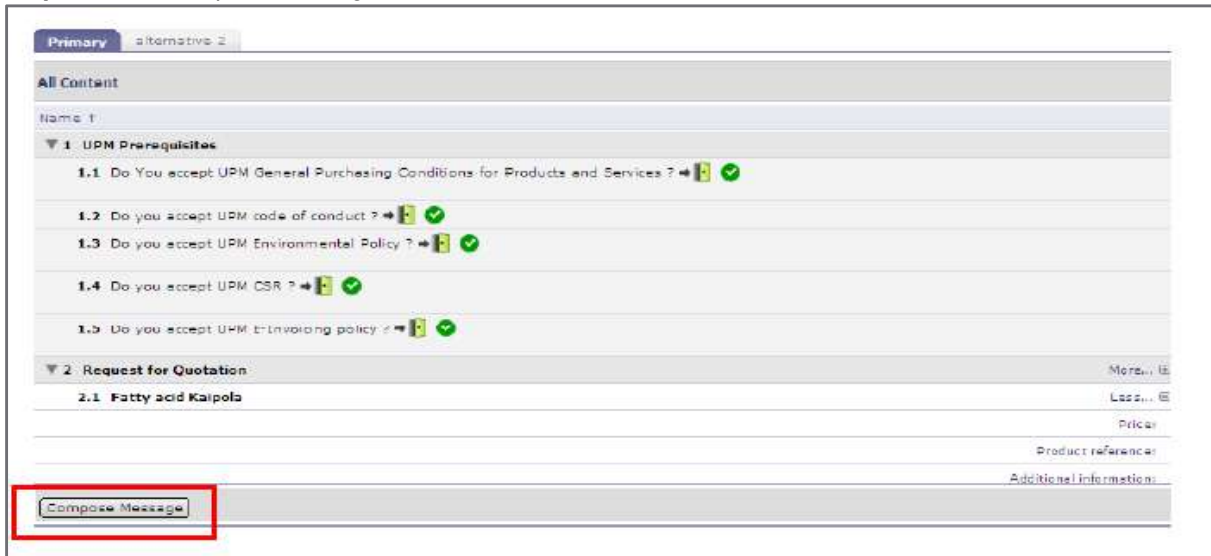 Primary alternative 2
All Content
Name ↑
▼ 1 UPM Prerequisites
1.1 Do You accept UPM General Purchasing Conditions for Products and Services ?
1.2 Do you accept UPM code of conduct ?
1.3 Do you accept UPM Environmental Policy ?
1.4 Do you accept UPM CSR ?
1.5 Do you accept UPM E-Invoicing policy ?
▼ 2 Request for Quotation More...
2.1 Fatty acid Kaipola Less...
Price:
Product reference:
Additional information:
Compose Message